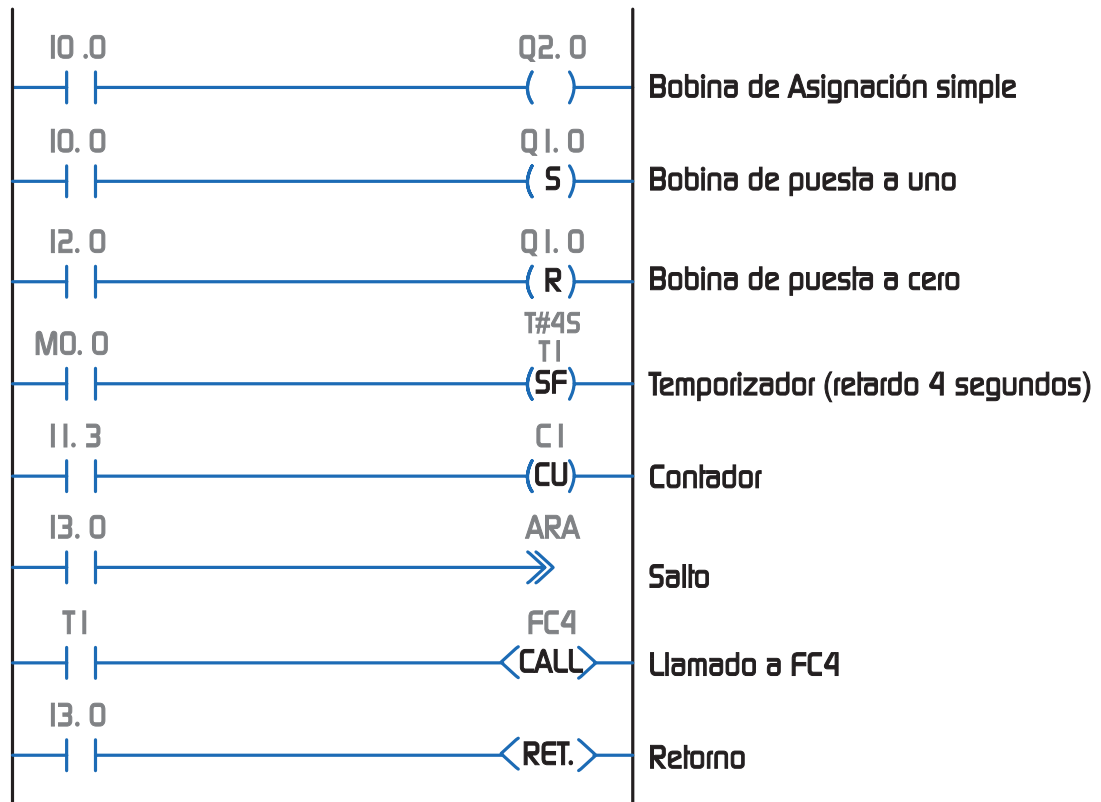 I0 .0 Q2. 0
Bobina de Asignación simple
I0. 0 Q1. 0
S Bobina de puesta a uno
I2. 0 Q1. 0
R Bobina de puesta a cero
T#4S
M0. 0 T1
SF Temporizador (retardo 4 segundos)
I1. 3 C1
CU Contador
I3. 0 ARA
Salto
T1 FC4
CALL Llamado a FC4
I3. 0
RET. Retorno